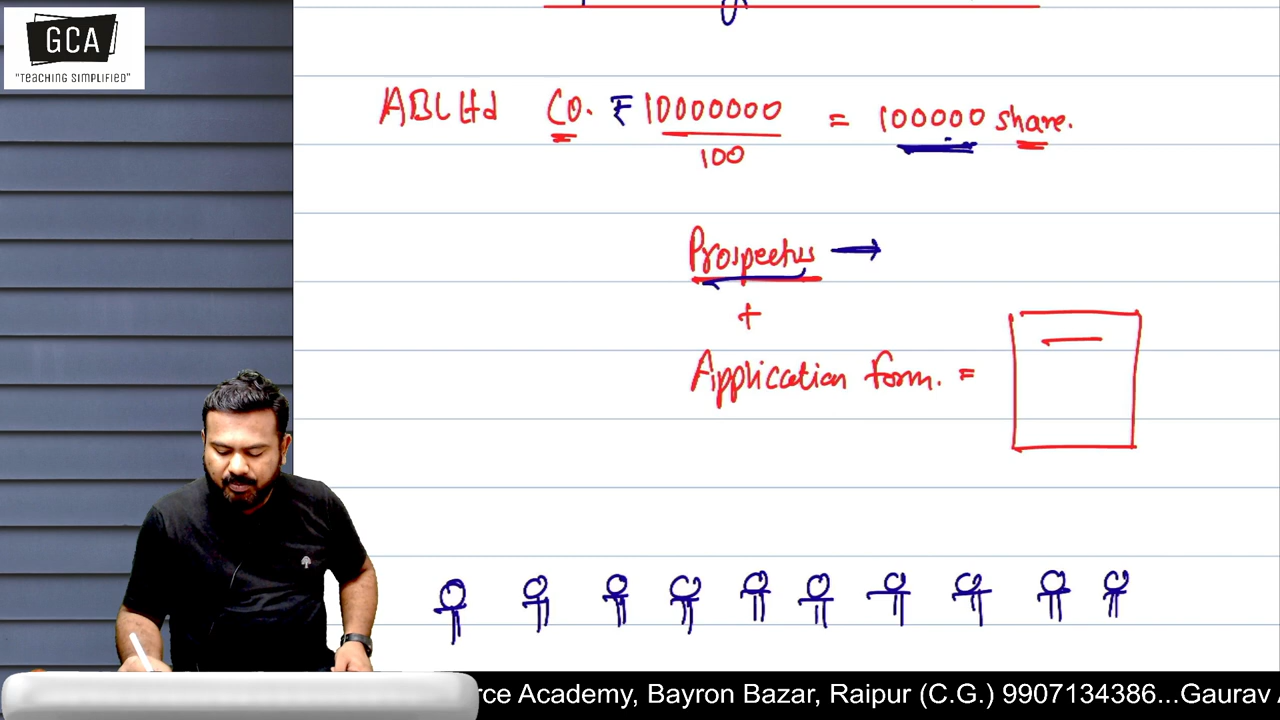 GCA
"TEACHING SIMPLIFIED"
ABC Ltd Co. ₹ 10000000 = 100000 share.
100
Prospectus →
+
Application form. =
rce Academy, Bayron Bazar, Raipur (C.G.) 9907134386...Gaurav